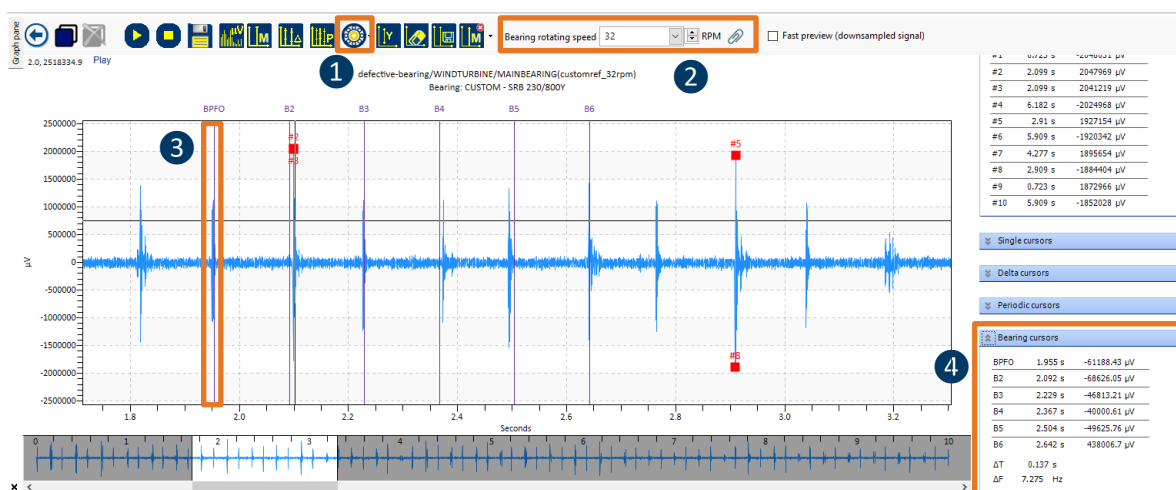 Graph pane
µV
M
P
Y
M
Bearing rotating speed 32 RPM
Fast preview (downsampled signal)
2.0, 2518334.9 Play
1
2
defective-bearing/WINDTURBINE/MAINBEARING(customref_32rpm)
Bearing: CUSTOM - SRB 230/800Y
#1 0.723 s -2048031 µV
#2 2.099 s 2047969 µV
#3 2.099 s 2041219 µV
#4 6.182 s -2024968 µV
#5 2.91 s 1927154 µV
#6 5.909 s -1920342 µV
#7 4.277 s 1895654 µV
#8 2.909 s -1884404 µV
#9 0.723 s 1872966 µV
#10 5.909 s -1852028 µV
BPFO B2 B3 B4 B5 B6
3
#2
#3
#5
#8
2500000
2000000
1500000
1000000
500000
0
-500000
-1000000
-1500000
-2000000
-2500000
µV
1.8 2.0 2.2 2.4 2.6 2.8 3.0 3.2
Seconds
0 1 2 3 4 5 6 7 8 9 10
Single cursors
Delta cursors
Periodic cursors
4
Bearing cursors
BPFO 1.955 s -61188.43 µV
B2 2.092 s -68626.05 µV
B3 2.229 s -46813.21 µV
B4 2.367 s -40000.61 µV
B5 2.504 s -49625.76 µV
B6 2.642 s 438006.7 µV
ΔT 0.137 s
ΔF 7.275 Hz